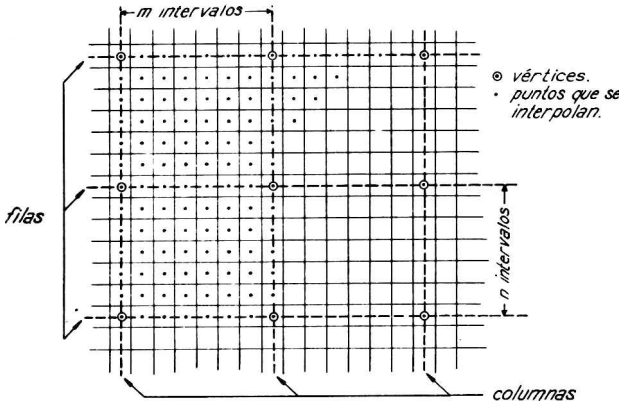 m intervalos
vértices.
puntos que se
interpolan.
filas
n intervalos
columnas